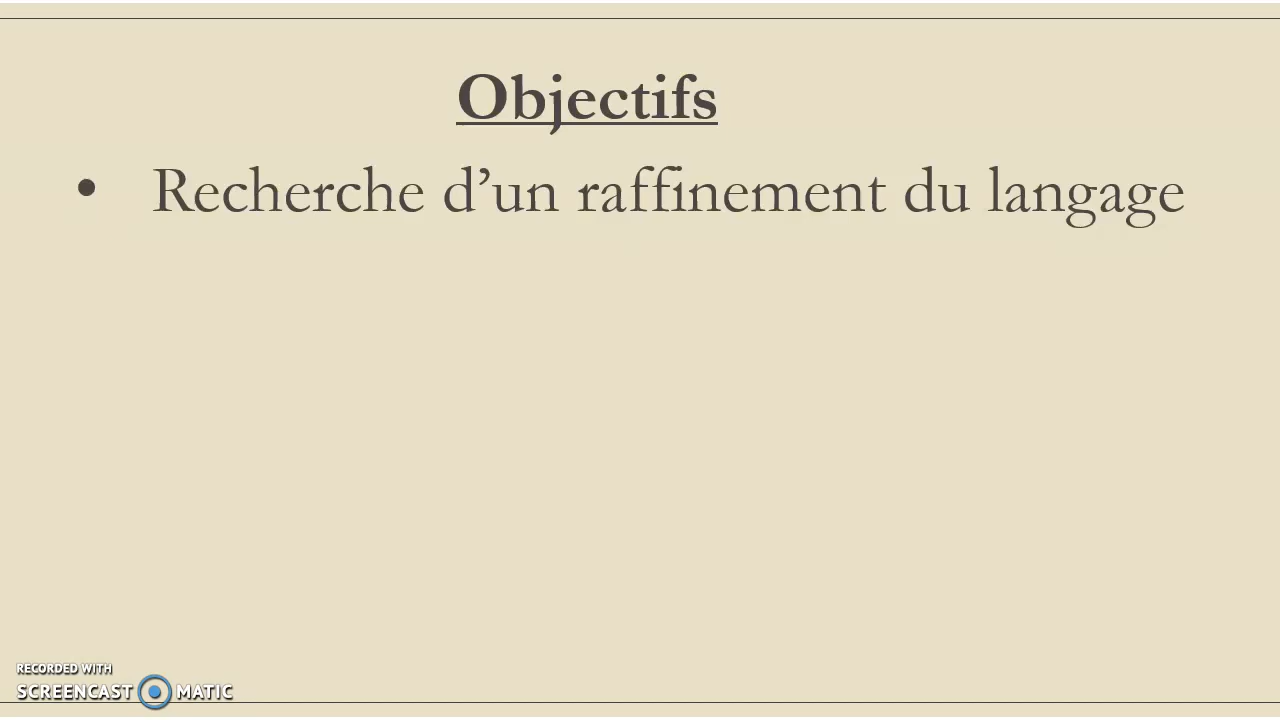 Objectifs
• Recherche d’un raffinement du langage
RECORDED WITH
SCREENCAST MATIC